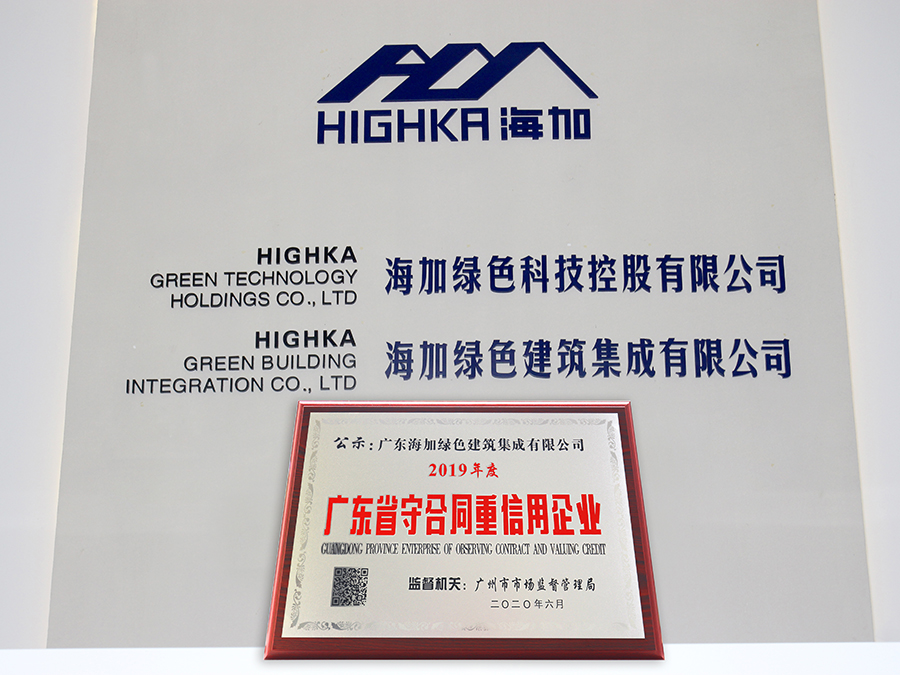 HIGHKA 海加
HIGHKA
GREEN TECHNOLOGY
HOLDINGS CO., LTD
海加绿色科技控股有限公司
HIGHKA
GREEN BUILDING
INTEGRATION CO., LTD
海加绿色建筑集成有限公司
公示：广东海加绿色建筑集成有限公司
2019年度
广东省守合同重信用企业
GUANGDONG PROVINCE ENTERPRISE OF OBSERVING CONTRACT AND VALUING CREDIT
监督机关：广州市市场监督管理局
二〇二〇年六月